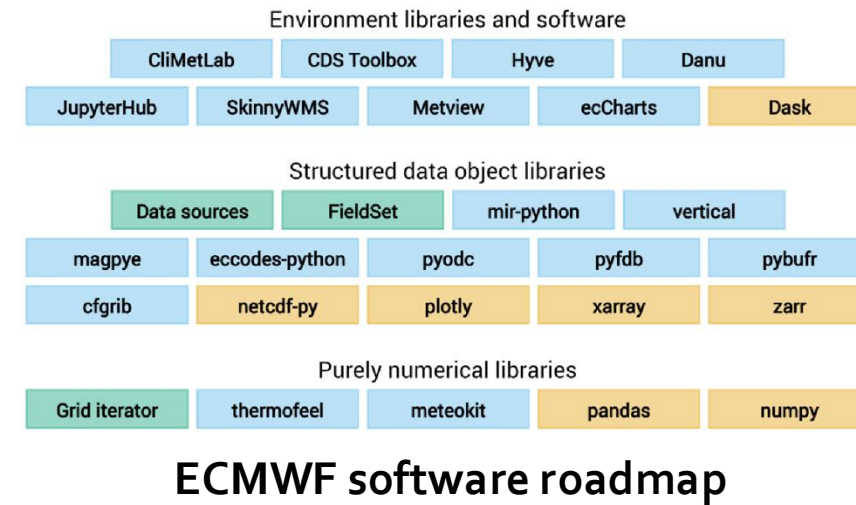 Environment libraries and software
CliMetLab CDS Toolbox Hyve Danu
JupyterHub SkinnyWMS Metview ecCharts Dask
Structured data object libraries
Data sources FieldSet mir-python vertical
magpye eccodes-python pyodc pyfdb pybufr
cfgrib netcdf-py plotly xarray zarr
Purely numerical libraries
Grid iterator thermofeel meteokit pandas numpy
ECMWF software roadmap